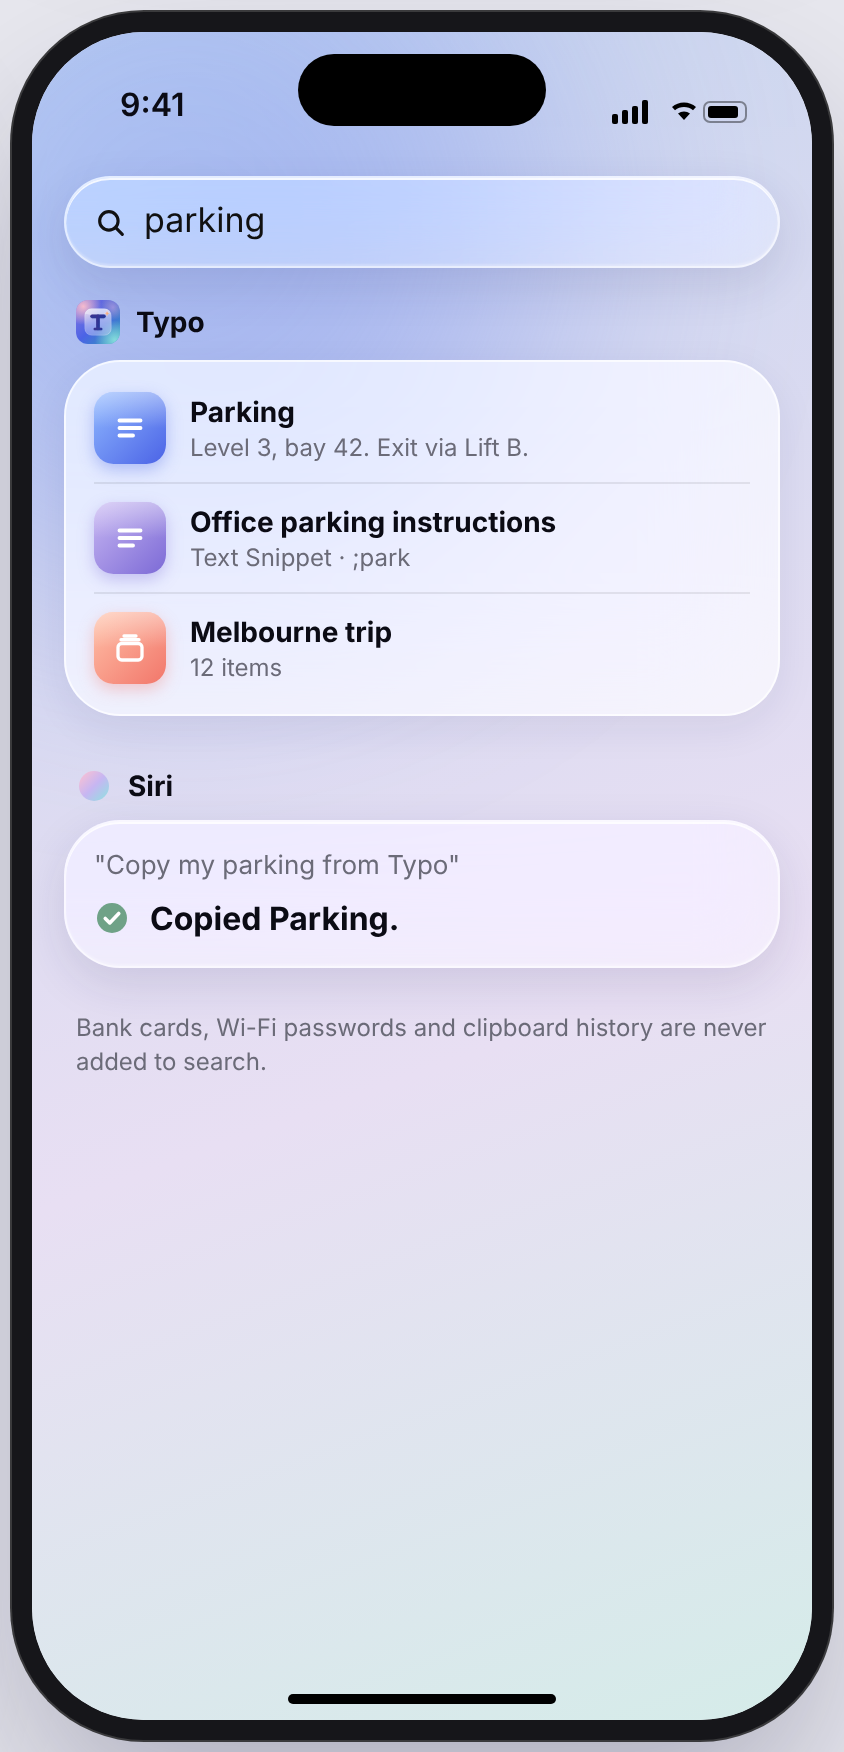 9:41
parking
Typo
Parking
Level 3, bay 42. Exit via Lift B.
Office parking instructions
Text Snippet · ;park
Melbourne trip
12 items
Siri
"Copy my parking from Typo"
Copied Parking.
Bank cards, Wi-Fi passwords and clipboard history are never
added to search.